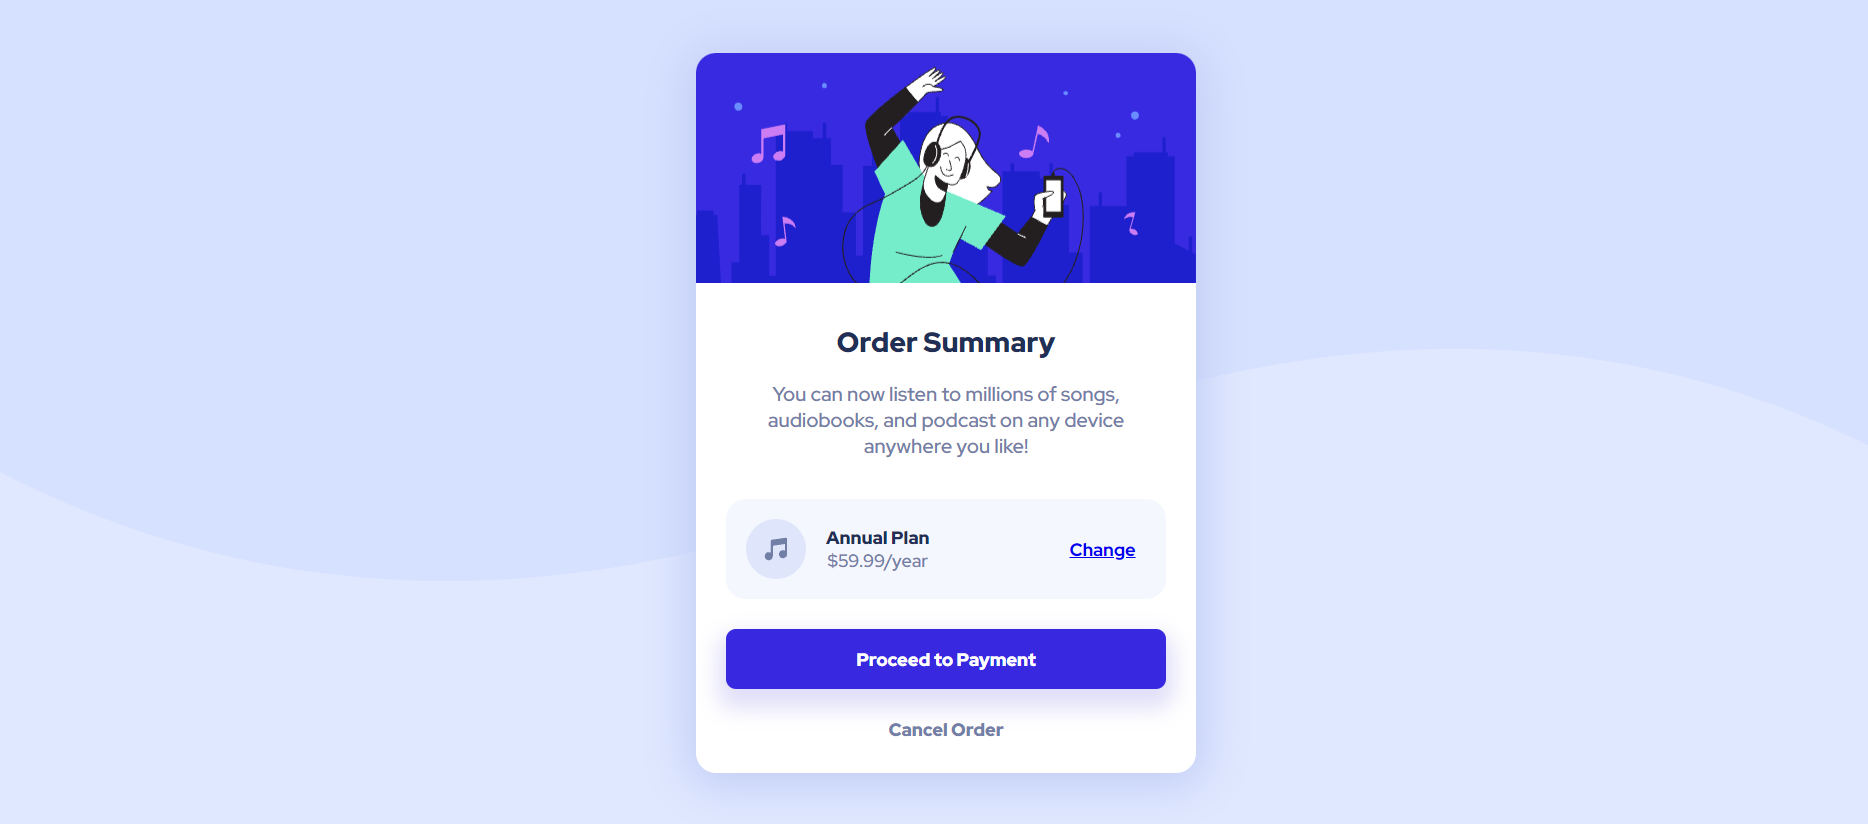 Order Summary
You can now listen to millions of songs,
audiobooks, and podcast on any device
anywhere you like!
Annual Plan
$59.99/year
Change
Proceed to Payment
Cancel Order